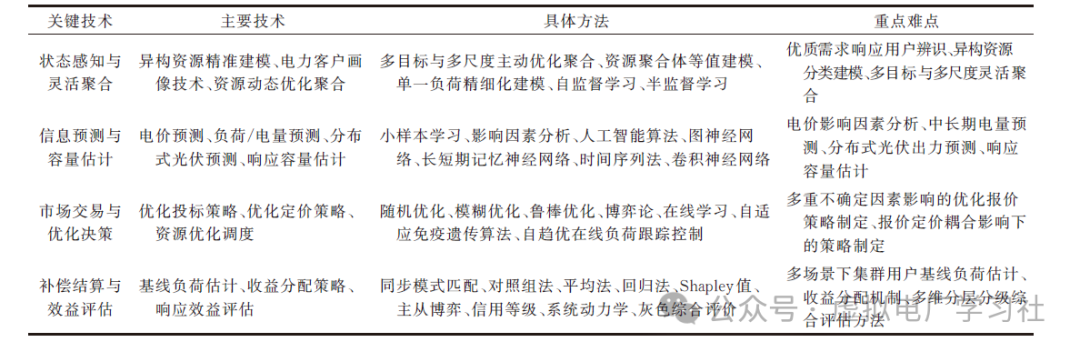 关键技术 主要技术 具体方法 重点难点
状态感知与 异构资源精准建模、电力客户画 多目标与多尺度主动优化聚合、资源聚合体等值建模、 优质需求响应用户辨识、异构资源
灵活聚合 像技术、资源动态优化聚合 单一负荷精细化建模、自监督学习、半监督学习 分类建模、多目标与多尺度灵活聚
合
信息预测与 电价预测、负荷/电量预测、分布 小样本学习、影响因素分析、人工智能算法、图神经网 电价影响因素分析、中长期电量预
容量估计 式光伏预测、响应容量估计 络、长短期记忆神经网络、时间序列法、卷积神经网络 测、分布式光伏出力预测、响应
容量估计
市场交易与 优化投标策略、优化定价策略、 随机优化、模糊优化、鲁棒优化、博弈论、在线学习、自适 多重不确定因素影响的优化报价
优化决策 资源优化调度 应免疫遗传算法、自趋优在线负荷跟踪控制 策略制定、报价定价耦合影响下
的策略制定
补偿结算与 基线负荷估计、收益分配策略、 同步模式匹配、对照组法、平均法、回归法、Shapley值、 多场景下集群用户基线负荷估计、
效益评估 响应效益评估 主从博弈、信用等级、系统动力学、灰色综合评价 收益分配机制、多维分层分级综
合评估方法
公众号·虚拟电厂学习社